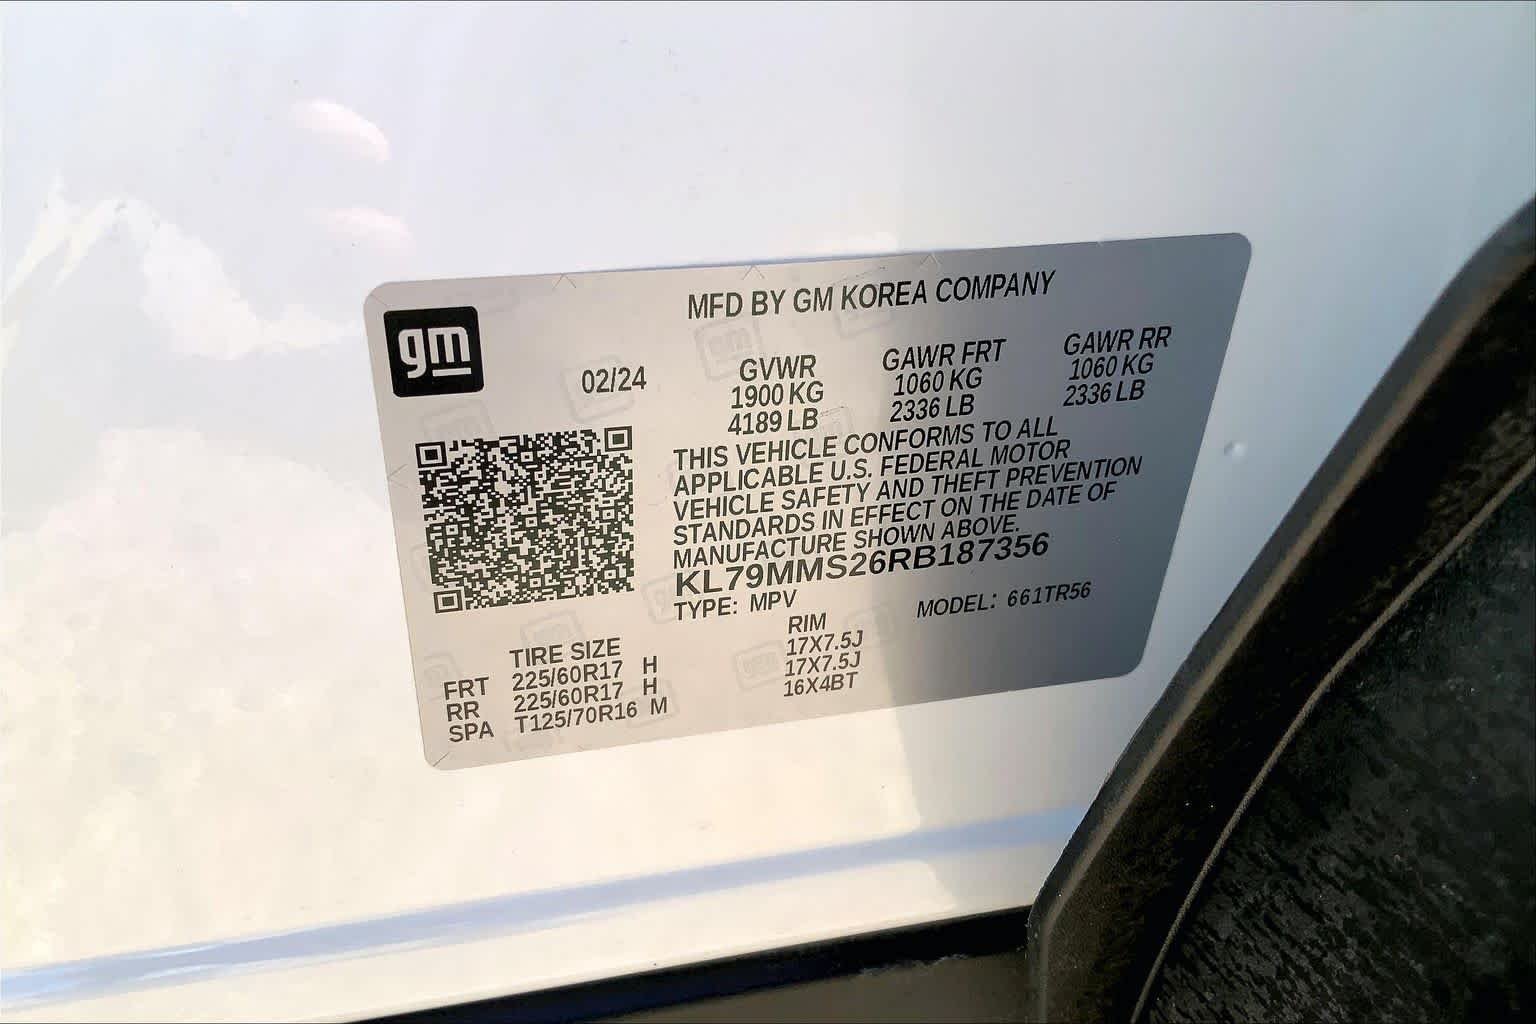 gm
MFD BY GM KOREA COMPANY
02/24
GVWR GAWR FRT GAWR RR
1900 KG 1060 KG 1060 KG
4189 LB 2336 LB 2336 LB
THIS VEHICLE CONFORMS TO ALL
APPLICABLE U.S. FEDERAL MOTOR
VEHICLE SAFETY AND THEFT PREVENTION
STANDARDS IN EFFECT ON THE DATE OF
MANUFACTURE SHOWN ABOVE.
KL79MMS26RB187356
TYPE: MPV MODEL: 661TR56
TIRE SIZE RIM
FRT 225/60R17 H 17X7.5J
RR 225/60R17 H 17X7.5J
SPA T125/70R16 M 16X4BT